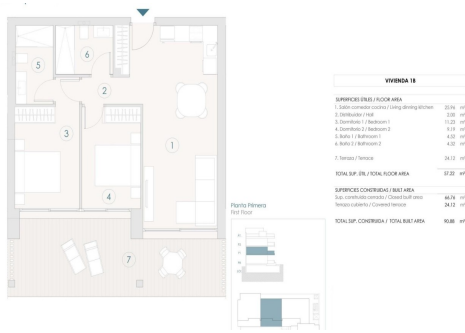 5
6
2
3
1
4
7
Planta Primera
First floor
VIVIENDA 1B
SUPERFICIES ÚTILES / FLOOR AREA
1. Salón comedor cocina / Living dinning kitchen 25,96 m²
2. Distribuidor / Hall 2,00 m²
3. Dormitorio 1 / Bedroom 1 11,23 m²
4. Dormitorio 2 / Bedroom 2 9,19 m²
5. Baño 1 / Bathroom 1 4,53 m²
6. Baño 2 / Bathroom 2 4,32 m²
7. Terraza / Terrace 24,12 m²
TOTAL SUP. ÚTIL / TOTAL FLOOR AREA 57,22 m²
SUPERFICIES CONSTRUIDAS / BUILT AREA
Sup. construida cerrada / Closed built area 66,76 m²
Terraza cubierta / Covered terrace 24,12 m²
TOTAL SUP. CONSTRUIDA / TOTAL BUILT AREA 90,88 m²